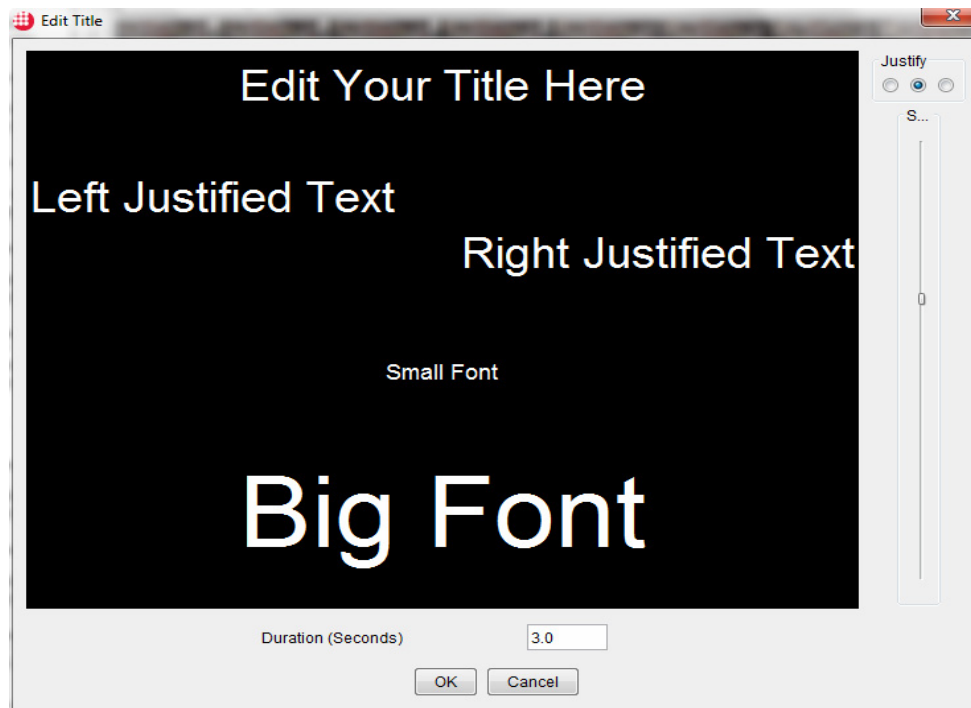 Edit Title
Edit Your Title Here
Justify
S...
Left Justified Text
Right Justified Text
Small Font
Big Font
Duration (Seconds) 3.0
OK Cancel